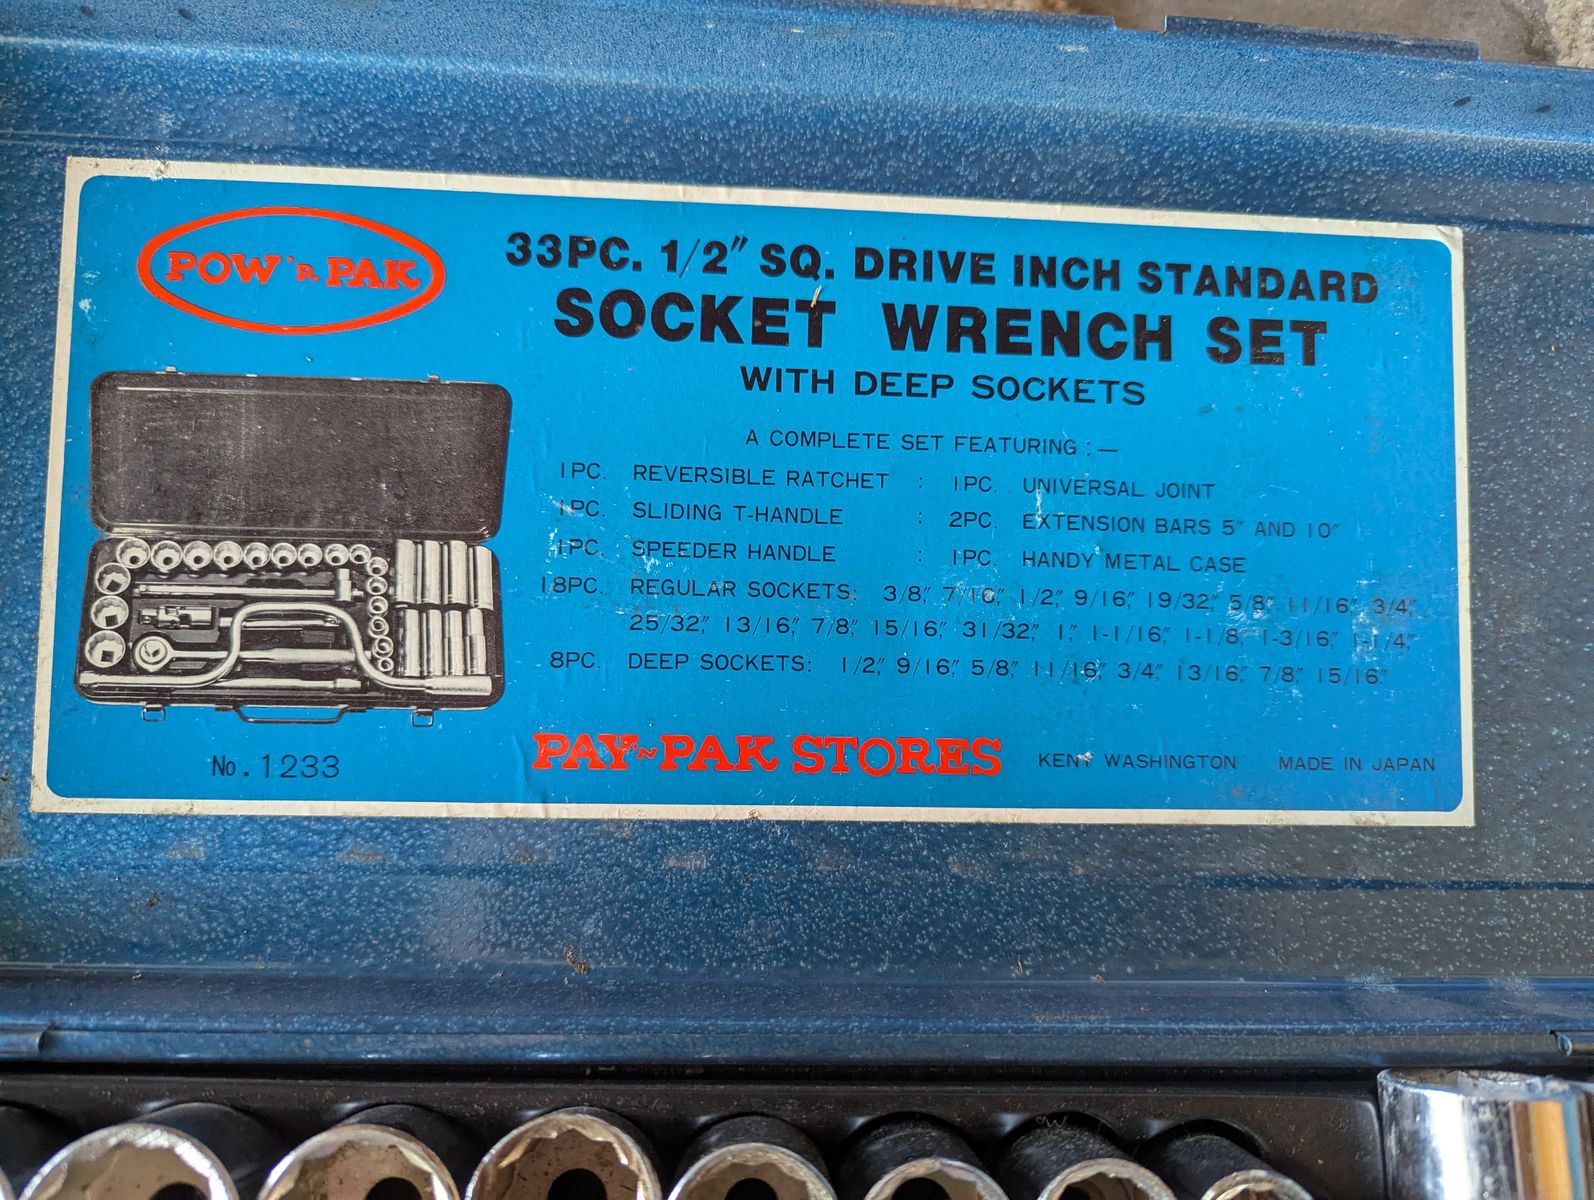 POW 'R PAK
33PC. 1/2" SQ. DRIVE INCH STANDARD
SOCKET WRENCH SET
WITH DEEP SOCKETS
A COMPLETE SET FEATURING :—
1PC. REVERSIBLE RATCHET : 1PC. UNIVERSAL JOINT
1PC. SLIDING T-HANDLE : 2PC. EXTENSION BARS 5" AND 10"
1PC. SPEEDER HANDLE : 1PC. HANDY METAL CASE
18PC. REGULAR SOCKETS: 3/8," 7/16," 1/2," 9/16," 19/32," 5/8," 11/16," 3/4,"
25/32," 13/16," 7/8," 15/16," 31/32," 1," 1-1/16," 1-1/8," 1-3/16," 1-1/4,"
8PC. DEEP SOCKETS: 1/2," 9/16," 5/8," 11/16," 3/4," 13/16," 7/8," 15/16."
No. 1233
PAY'N-PAK STORES KENT WASHINGTON MADE IN JAPAN